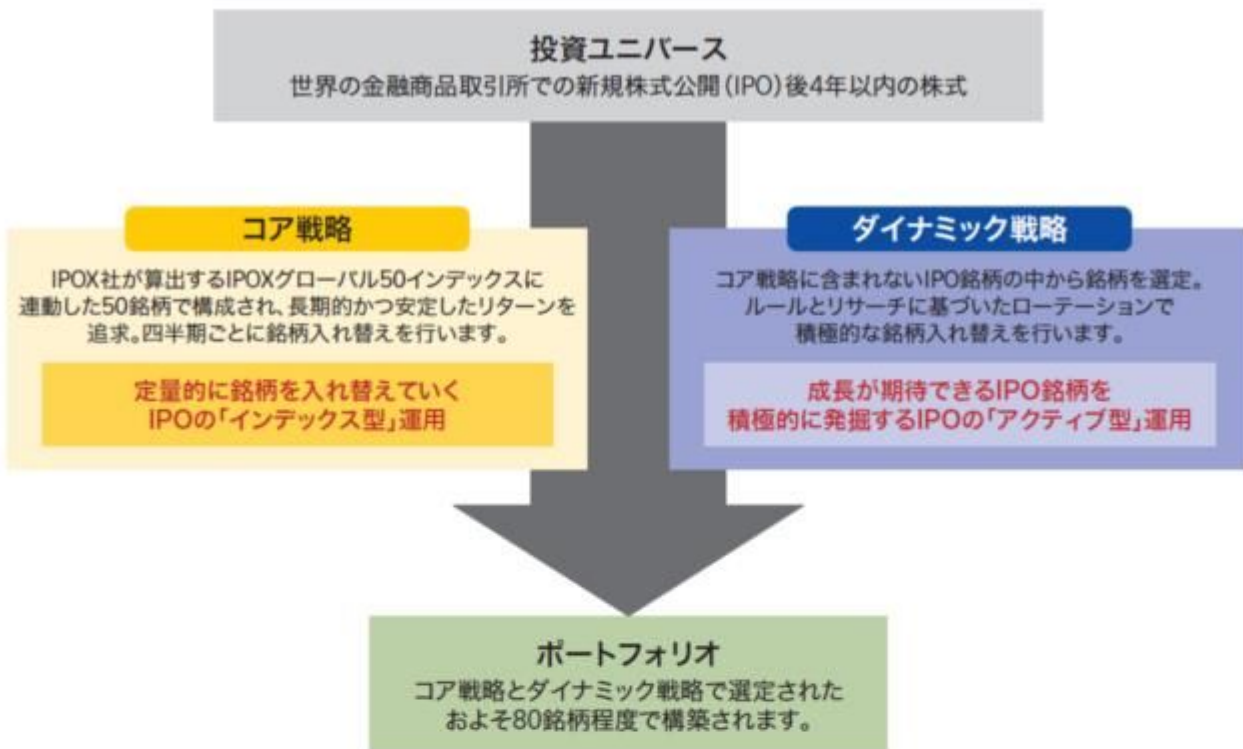 投資ユニバース
世界の金融商品取引所での新規株式公開(IPO)後4年以内の株式
コア戦略
IPOX社が算出するIPOXグローバル50インデックスに
連動した50銘柄で構成され、長期的かつ安定したリターンを
追求。四半期ごとに銘柄入れ替えを行います。
定量的に銘柄を入れ替えていく
IPOの「インデックス型」運用
ダイナミック戦略
コア戦略に含まれないIPO銘柄の中から銘柄を選定。
ルールとリサーチに基づいたローテーションで
積極的な銘柄入れ替えを行います。
成長が期待できるIPO銘柄を
積極的に発掘するIPOの「アクティブ型」運用
ポートフォリオ
コア戦略とダイナミック戦略で選定された
およそ80銘柄程度で構築されます。